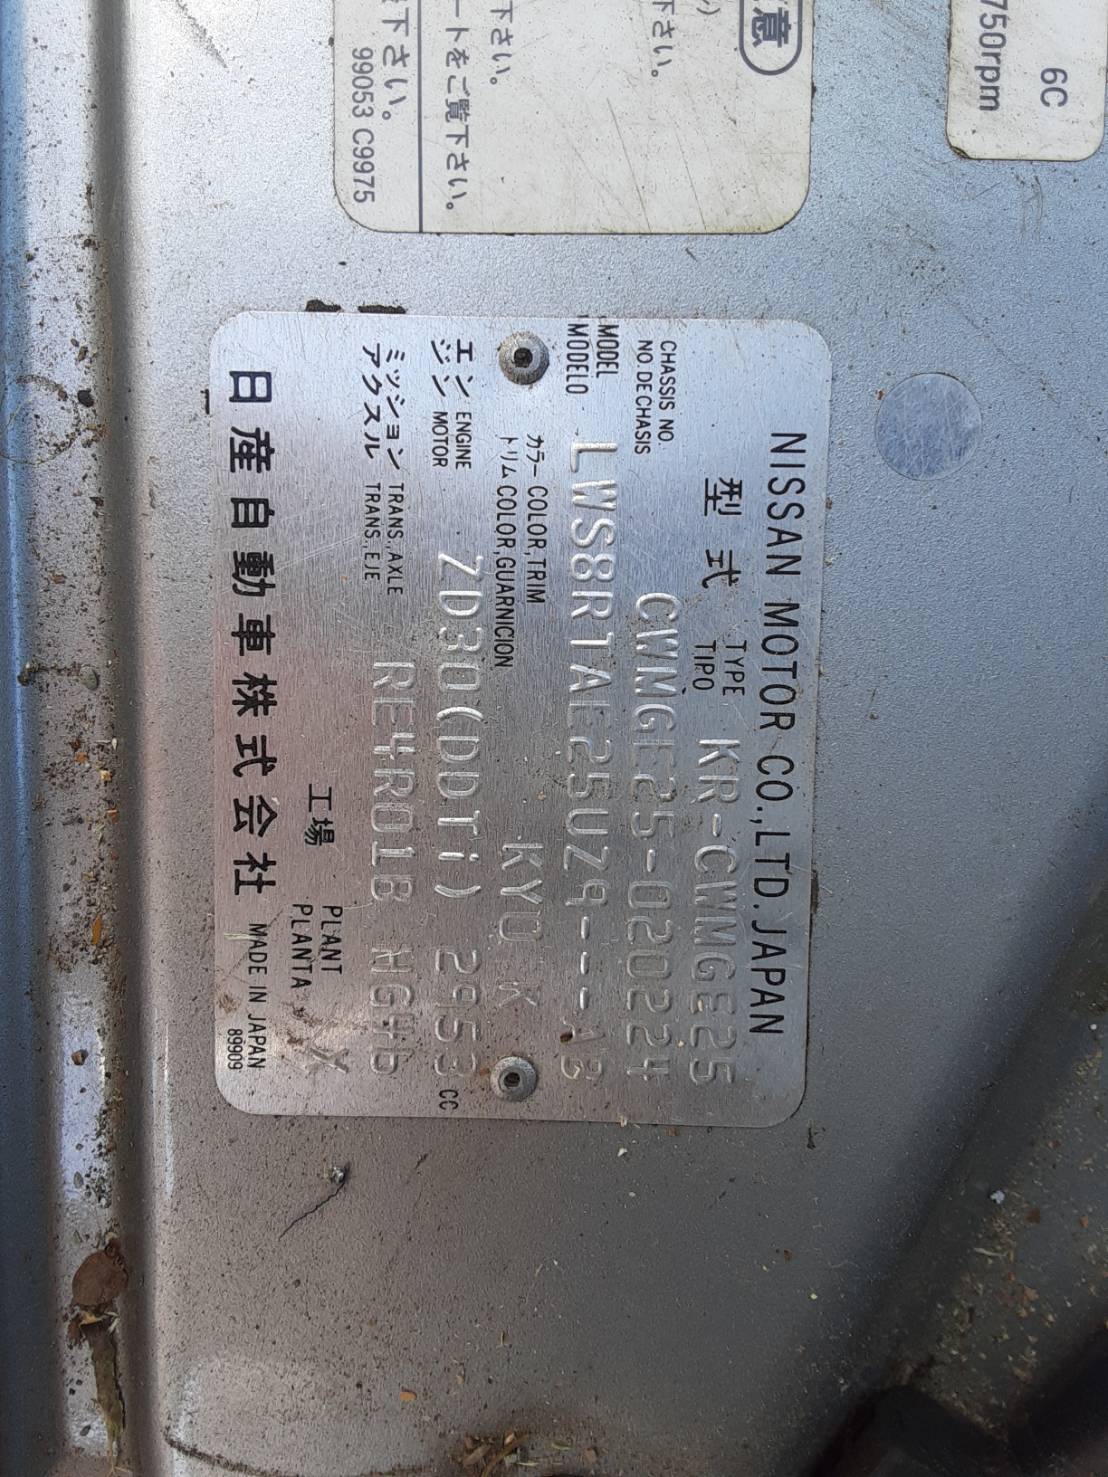 意
下さい。
下さい。
ートをご覧下さい。
下さい。
99053 C9975
6C
750rpm
NISSAN MOTOR CO.,LTD.JAPAN
型式 TYPE TIPO KR-CWMGE25
CHASSIS NO. NO.DE CHASIS CWMGE25-020224
MODEL MODELO LWS8RTAE25UZ9---AB
カラー COLOR,TRIM
トリム COLOR,GUARNICION KY0 K
エンジン ENGINE MOTOR ZD30(DDTi) 2953 CC
ミッション TRANS.,AXLE
アクスル TRANS.,EJE RE4R01B HG46
工場 PLANT PLANTA Y
日産自動車株式会社 MADE IN JAPAN 89909